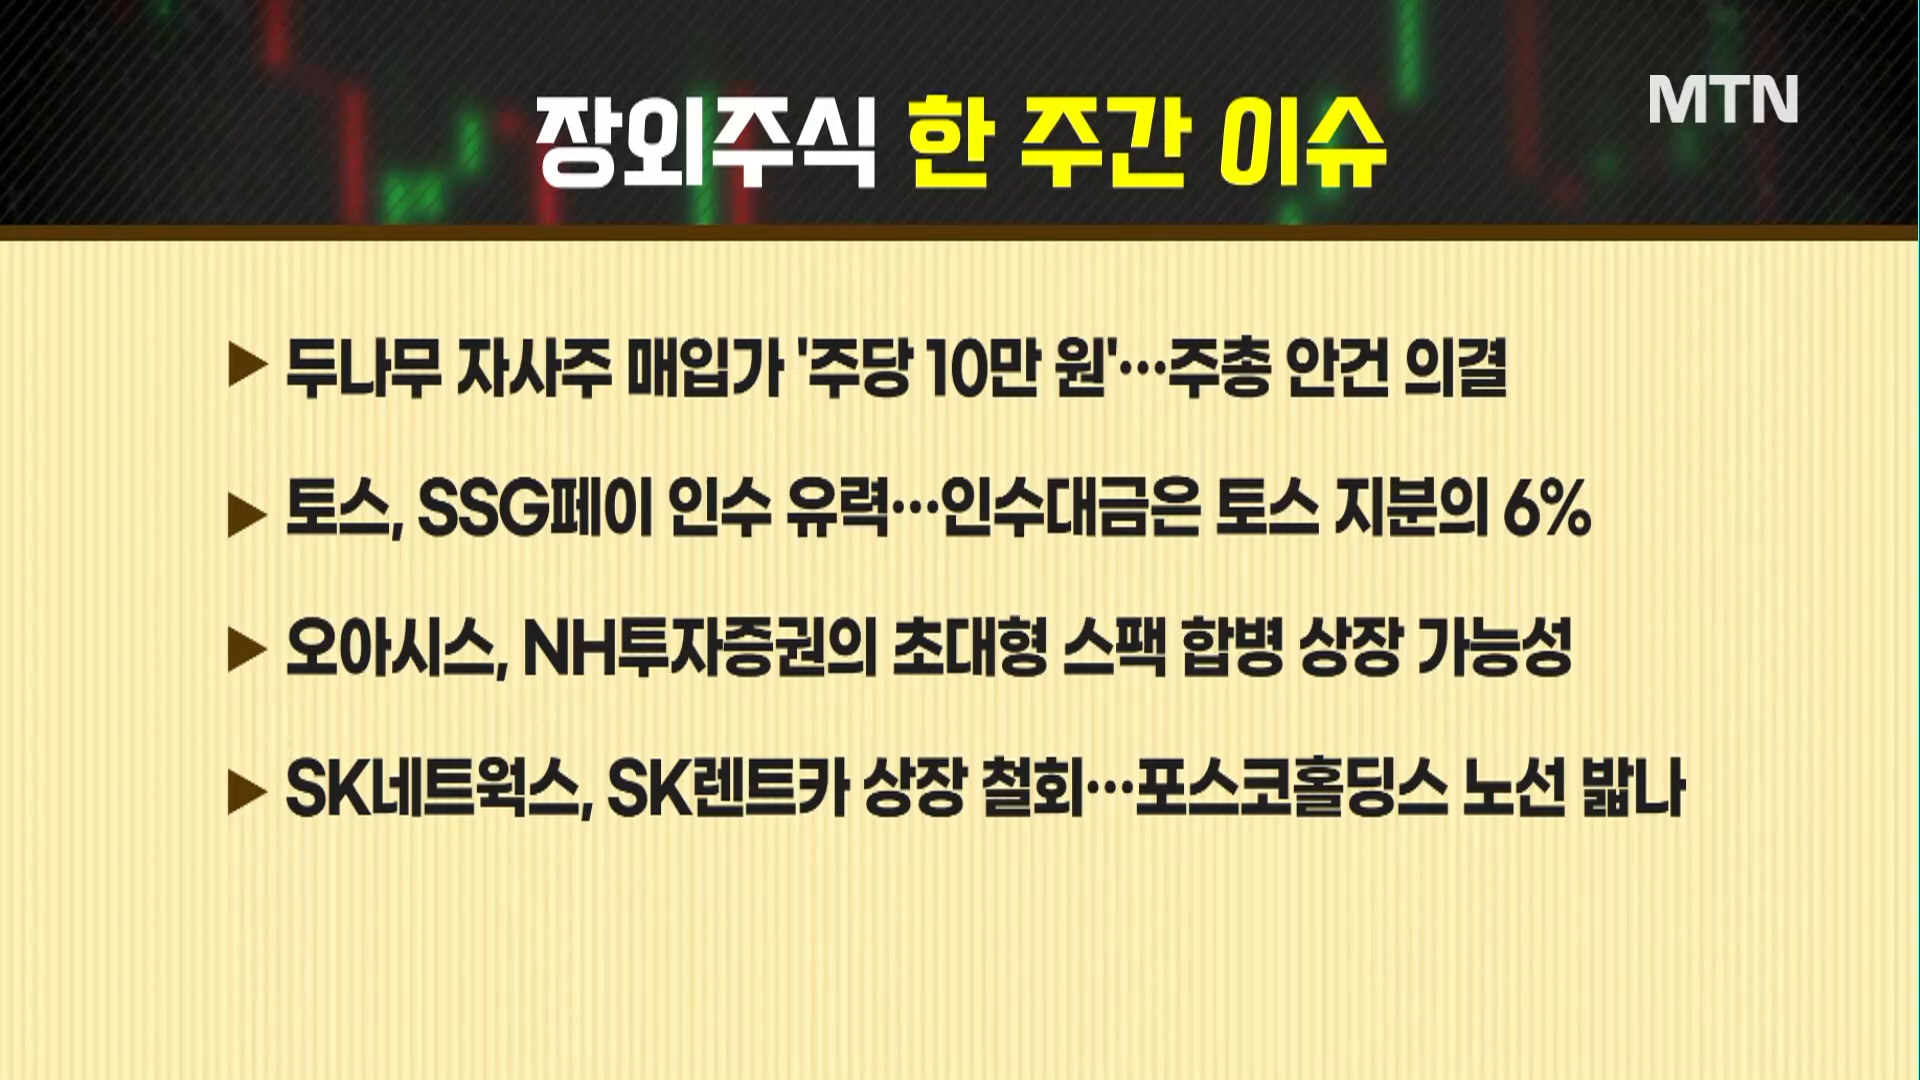 MTN
장외주식 한 주간 이슈
▶ 두나무 자사주 매입가 '주당 10만 원'…주총 안건 의결
▶ 토스, SSG페이 인수 유력…인수대금은 토스 지분의 6%
▶ 오아시스, NH투자증권의 초대형 스팩 합병 상장 가능성
▶ SK네트웍스, SK렌트카 상장 철회…포스코홀딩스 노선 밟나